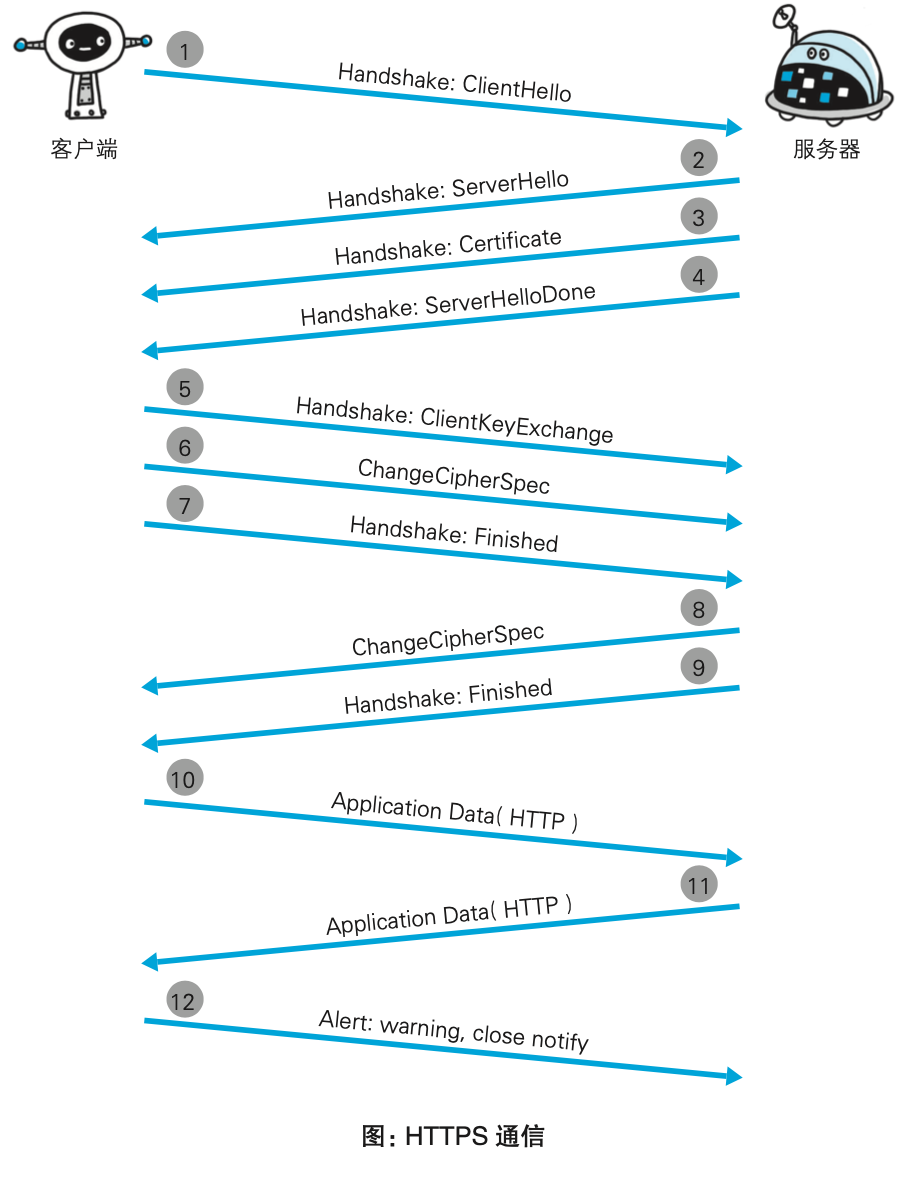 1
Handshake: ClientHello
客户端
服务器
2
Handshake: ServerHello
3
Handshake: Certificate
4
Handshake: ServerHelloDone
5
Handshake: ClientKeyExchange
6
ChangeCipherSpec
7
Handshake: Finished
8
ChangeCipherSpec
9
Handshake: Finished
10
Application Data( HTTP )
11
Application Data( HTTP )
12
Alert: warning, close notify
图: HTTPS 通信